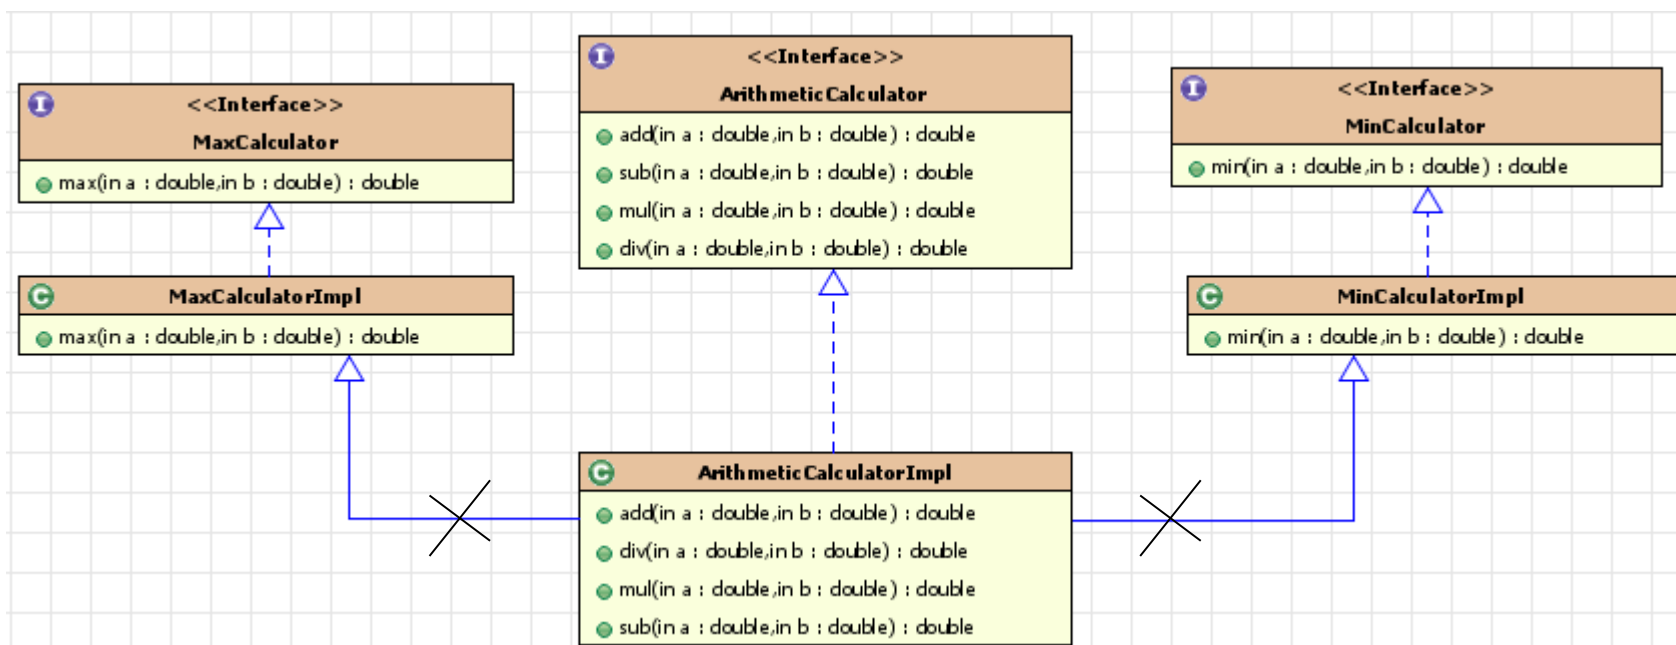 I
<<Interface>>
MaxCalculator
max(in a : double,in b : double) : double
C
MaxCalculatorImpl
max(in a : double,in b : double) : double
I
<<Interface>>
ArithmeticCalculator
add(in a : double,in b : double) : double
sub(in a : double,in b : double) : double
mul(in a : double,in b : double) : double
div(in a : double,in b : double) : double
C
ArithmeticCalculatorImpl
add(in a : double,in b : double) : double
div(in a : double,in b : double) : double
mul(in a : double,in b : double) : double
sub(in a : double,in b : double) : double
I
<<Interface>>
MinCalculator
min(in a : double,in b : double) : double
C
MinCalculatorImpl
min(in a : double,in b : double) : double